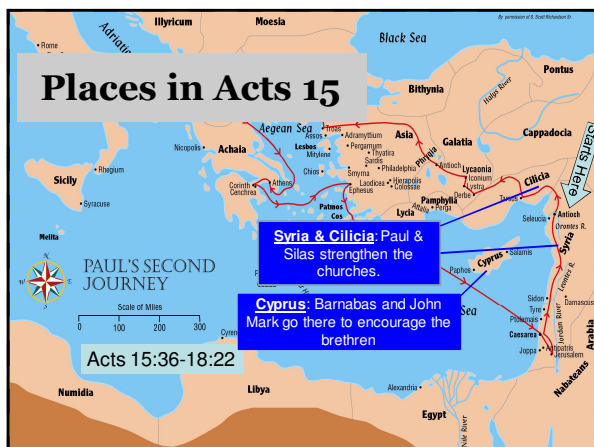 By permission of B. Scott Richardson Sr.
Illyricum
Moesia
Black Sea
Adriatic
Rome
Places in Acts 15
Pontus
Bithynia
Halys River
Aegean Sea
Troas
Assos
Adramyttium
Asia
Galatia
Cappadocia
Starts Here
Lesbos
Pergamum
Mitylene
Thyatira
Sardis
Nicopolis
Achaia
Phrygia
Antioch
Lycaonia
Iconium
Lystra
Derbe
Cilicia
Tarsus
Chios
Smyrna
Philadelphia
Hierapolis
Laodicea
Colossae
Rhegium
Sicily
Syracuse
Corinth
Cenchrea
Athens
Ephesus
Patmos
Cos
Pamphylia
Attalia
Perga
Lycia
Seleucia
Antioch
Orontes R.
Syria
Melita
Syria & Cilicia: Paul &
Silas strengthen the
churches.
Cyprus
Salamis
Paphos
Leontes R.
N
W
E
S
PAUL'S SECOND
JOURNEY
Scale of Miles
0 100 200 300
Cyprus: Barnabas and John
Mark go there to encourage the
brethren
Sea
Sidon
Tyre
Damascus
Ptolemais
Caesarea
Jordan River
Antipatris
Joppa
Jerusalem
Arabia
Nabateans
Cyren
Acts 15:36-18:22
Numidia
Libya
Alexandria
Egypt
Nile River